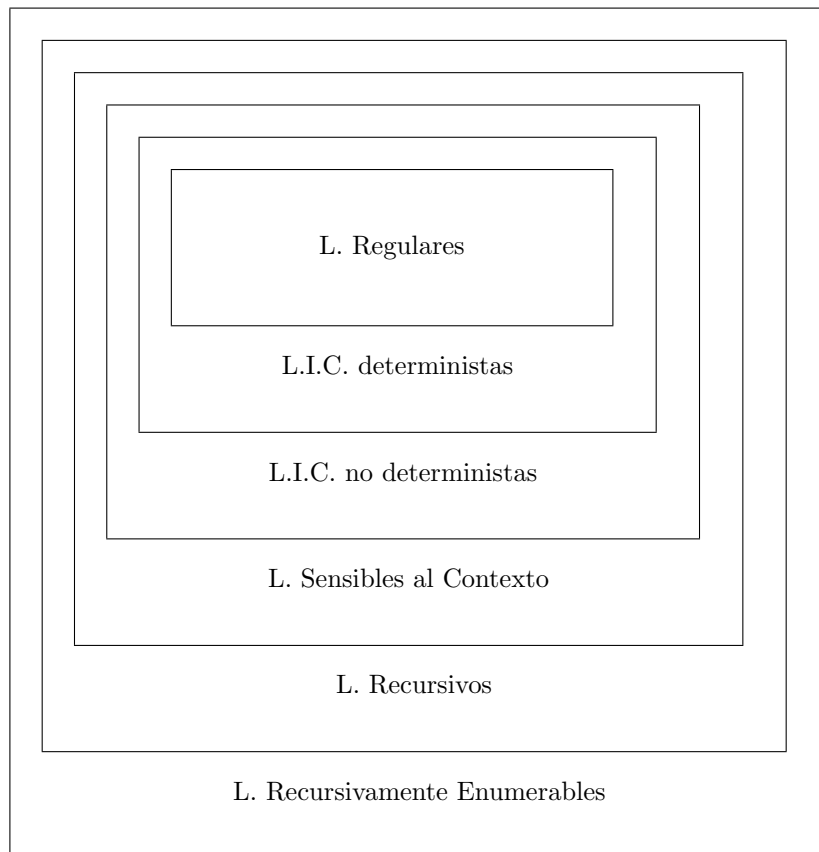 L. Regulares
L.I.C. deterministas
L.I.C. no deterministas
L. Sensibles al Contexto
L. Recursivos
L. Recursivamente Enumerables